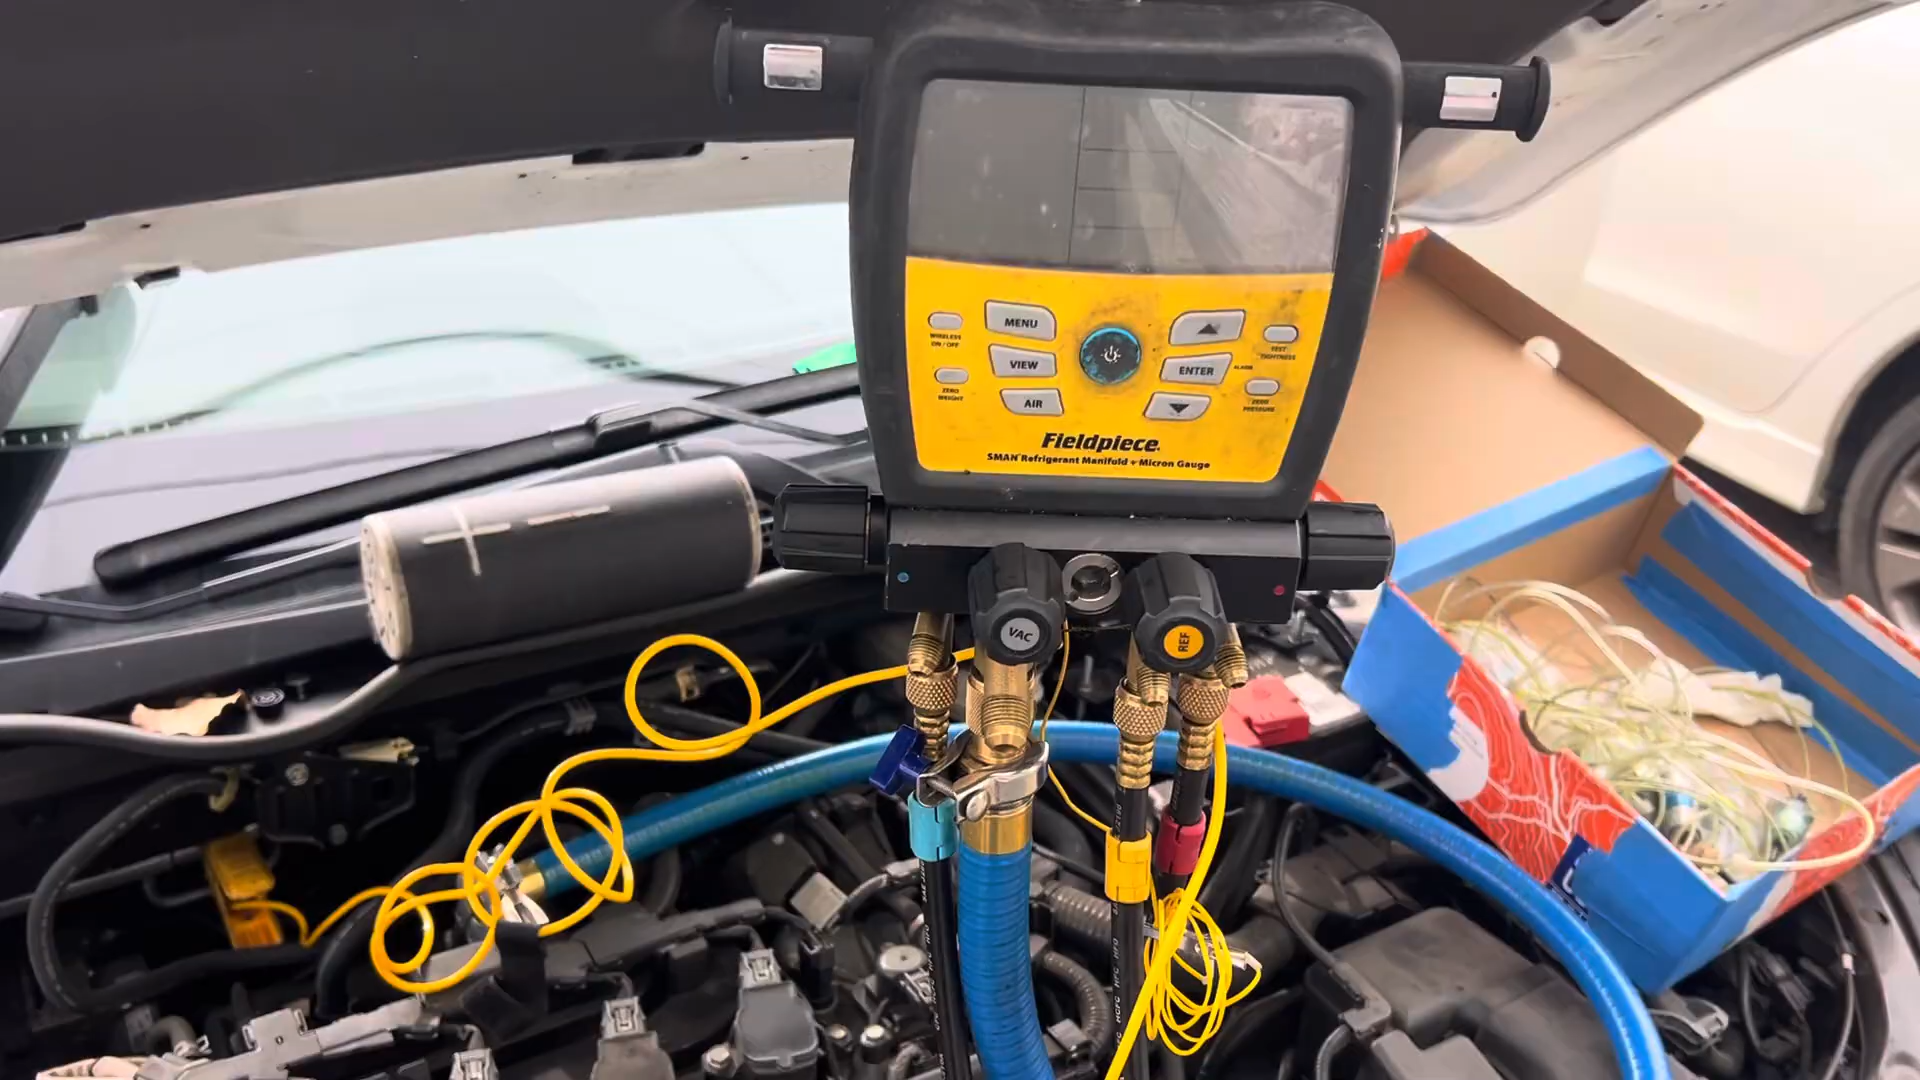 MENU
WIRELESS
ON / OFF
VIEW
ZERO
WEIGHT
AIR
ENTER
ALARM
TEST
TIGHTNESS
ZERO
PRESSURE
Fieldpiece
SMAN Refrigerant Manifold + Micron Gauge
VAC
REF